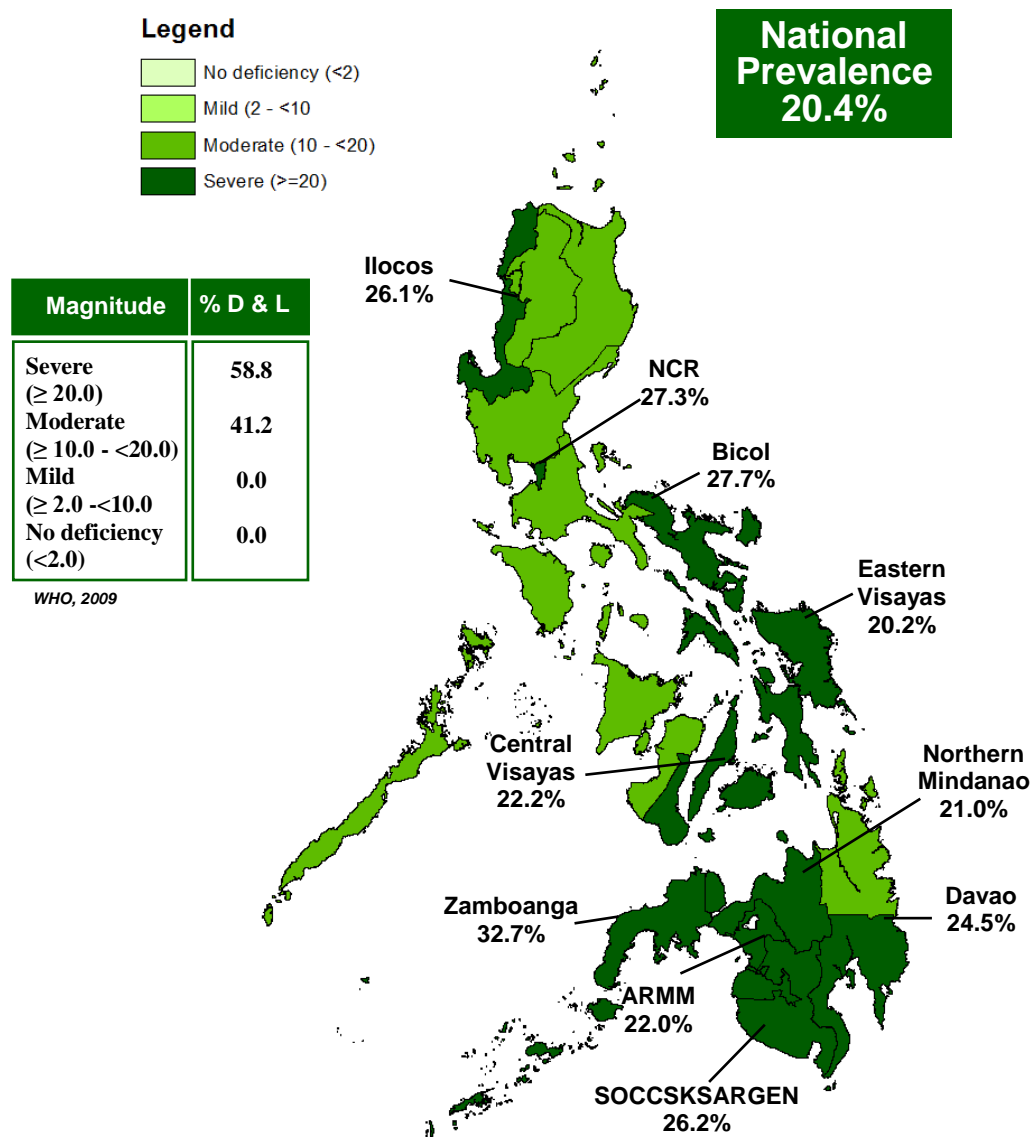 Legend
No deficiency (<2)
Mild (2 - <10
Moderate (10 - <20)
Severe (>=20)
National
Prevalence
20.4%
Magnitude % D & L
Severe 58.8
(≥ 20.0)
Moderate 41.2
(≥ 10.0 - <20.0)
Mild 0.0
(≥ 2.0 -<10.0
No deficiency 0.0
(<2.0)
WHO, 2009
Ilocos
26.1%
NCR
27.3%
Bicol
27.7%
Eastern
Visayas
20.2%
Central
Visayas
22.2%
Northern
Mindanao
21.0%
Zamboanga
32.7%
Davao
24.5%
ARMM
22.0%
SOCCSKSARGEN
26.2%